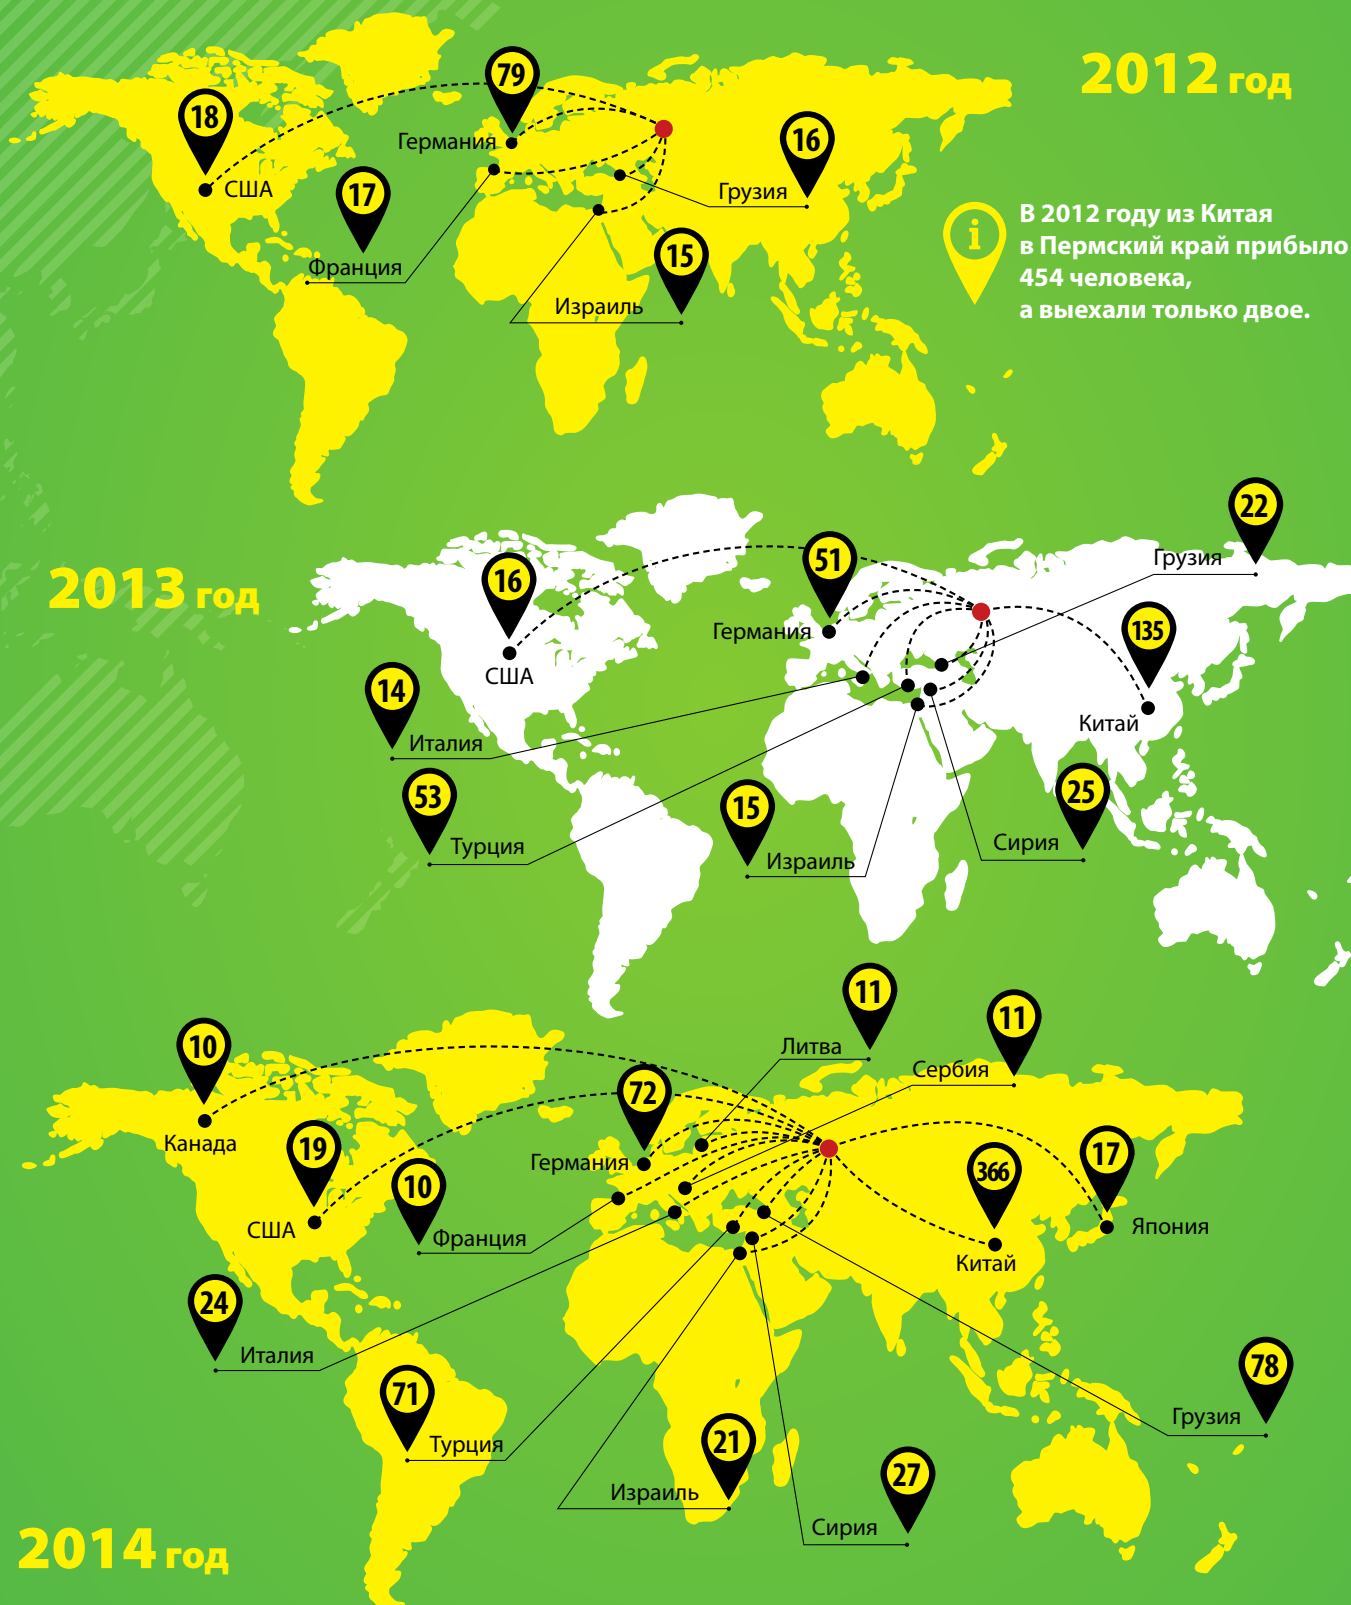 2012 год
79
18
Германия
16
США
17
Грузия
В 2012 году из Китая
в Пермский край прибыло
454 человека,
а выехали только двое.
i
15
Франция
Израиль
2013 год
22
51
Грузия
16
Германия
135
США
14
Китай
Италия
53
15
25
Турция
Сирия
Израиль
2014 год
11
11
10
Литва
Сербия
72
Канада
19
Германия
366
17
10
США
Франция
Япония
Китай
24
Италия
71
78
Турция
21
Грузия
27
Израиль
Сирия